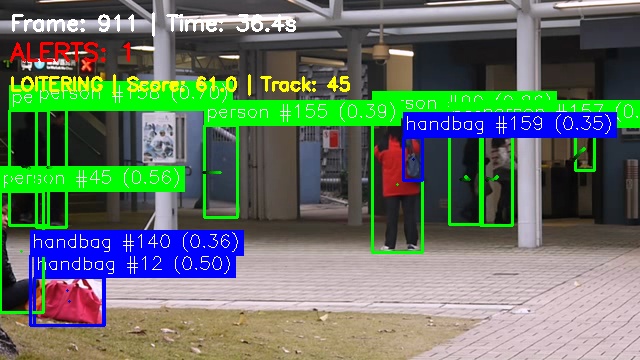 Frame: 911 | Time: 36.4s
ALERTS: 1
LOITERING | Score: 61.0 | Track: 45
person #155 (0.39)
handbag #159 (0.35)
person #45 (0.56)
handbag #140 (0.36)
handbag #12 (0.50)